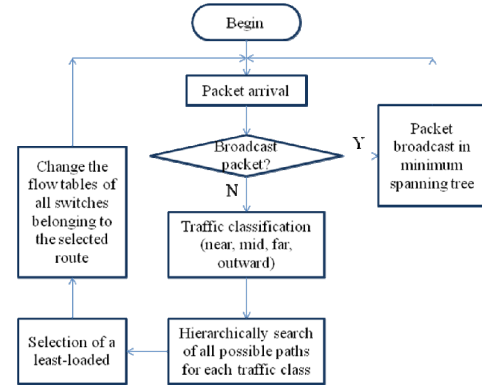 Begin
Packet arrival
Broadcast
packet?
Y
N
Packet
broadcast in
minimum
spanning tree
Traffic classification
(near, mid, far,
outward)
Hierarchically search
of all possible paths
for each traffic class
Selection of a
least-loaded
Change the
flow tables of
all switches
belonging to
the selected
route